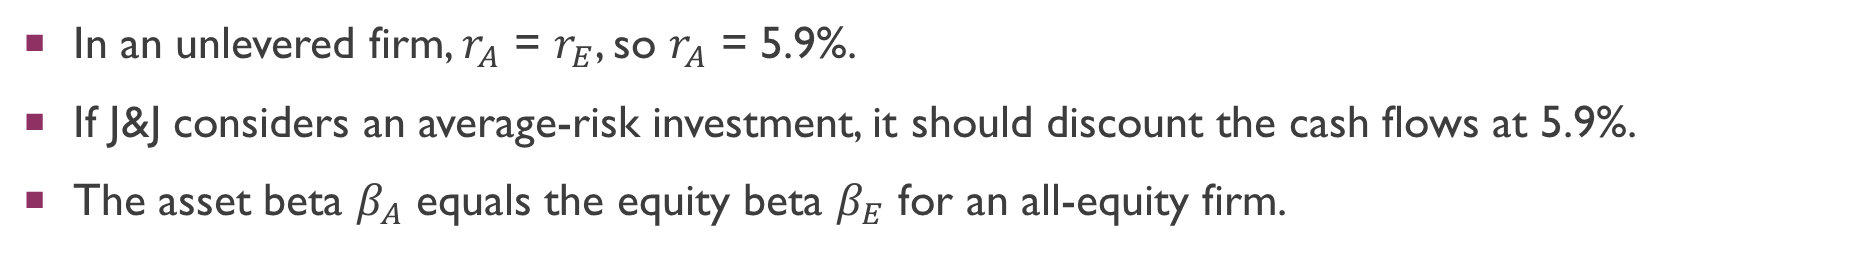 ▪ In an unlevered firm, r_A = r_E, so r_A = 5.9%.
▪ If J&J considers an average-risk investment, it should discount the cash flows at 5.9%.
▪ The asset beta β_A equals the equity beta β_E for an all-equity firm.